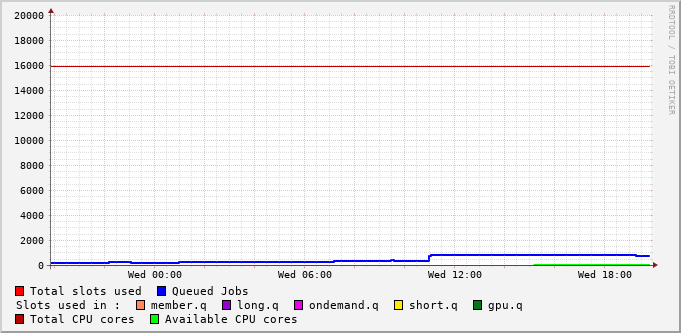 20000
18000
16000
14000
12000
10000
8000
6000
4000
2000
0
Wed 00:00 Wed 06:00 Wed 12:00 Wed 18:00
RRDTOOL / TOBI OETIKER
Total slots used Queued Jobs
Slots used in : member.q long.q ondemand.q short.q gpu.q
Total CPU cores Available CPU cores